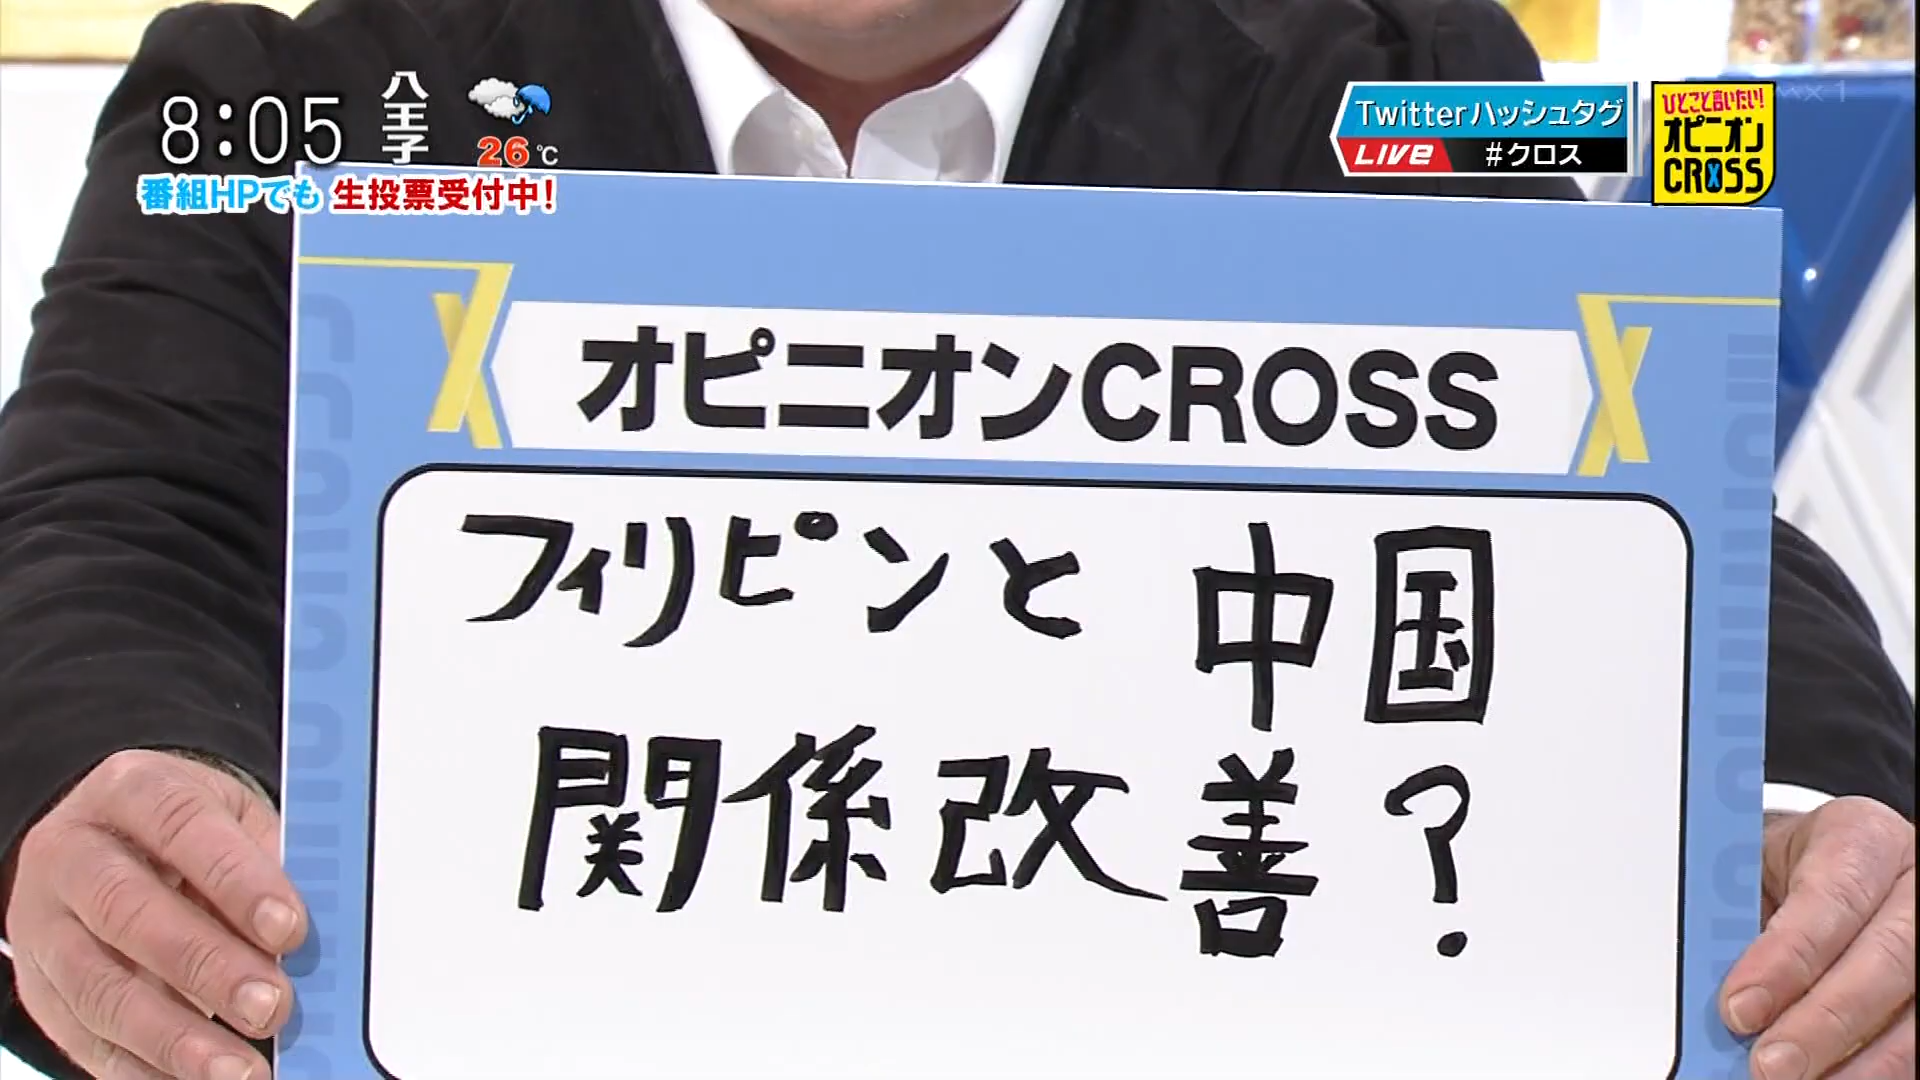 8:05
八王子
26℃
番組HPでも 生投票受付中!
Twitterハッシュタグ
LIVE #クロス
ひとこと言いたい!
オピニオン
CROSS
MX1
オピニオンCROSS
フィリピンと中国
関係改善?